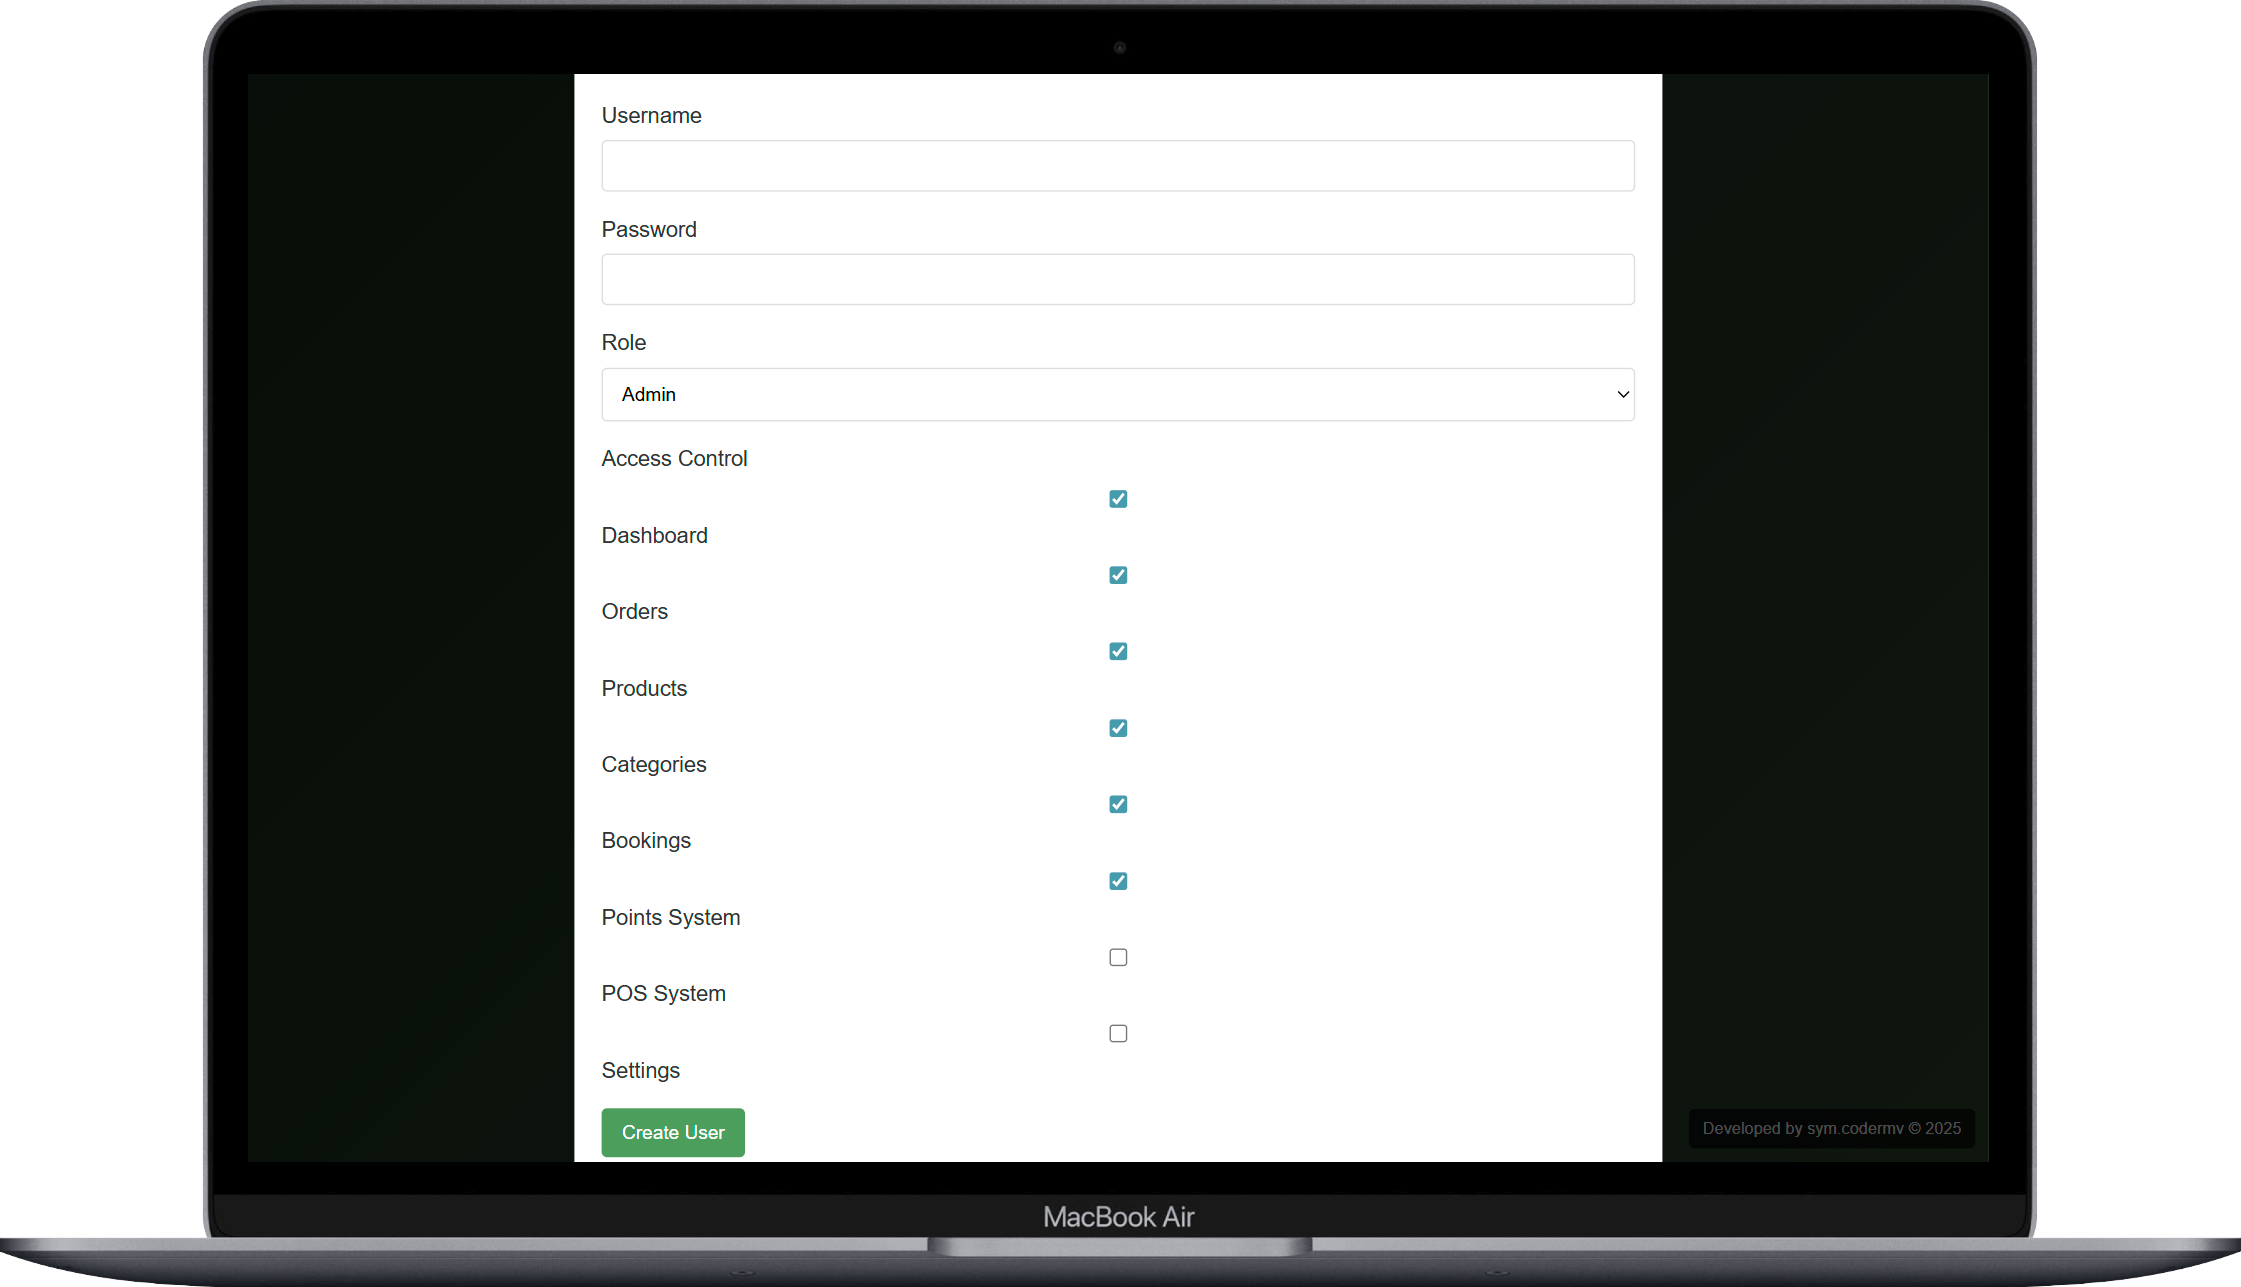 Username
Password
Role
Admin
Access Control
Dashboard
Orders
Products
Categories
Bookings
Points System
POS System
Settings
Create User
Developed by sym.codermv © 2025
MacBook Air